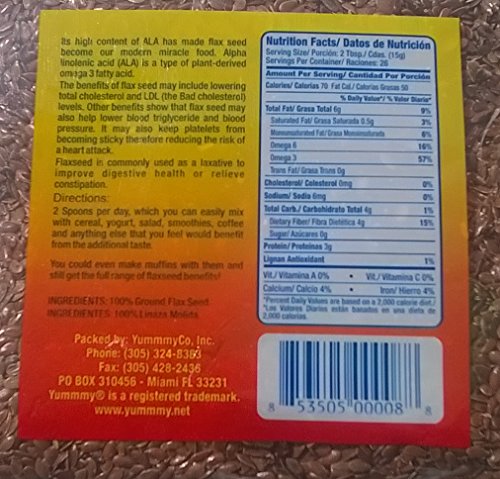 Its high content of ALA has made flax seed
become our modern miracle food. Alpha
linolenic acid (ALA) is a type of plant-derived
omega 3 fatty acid.
The benefits of flax seed may include lowering
total cholesterol and LDL (the Bad cholesterol)
levels. Other benefits show that flax seed may
also help lower blood triglyceride and blood
pressure. It may also keep platelets from
becoming sticky therefore reducing the risk of
a heart attack.
Flaxseed in commonly used as a laxative to
improve digestive health or relieve
constipation.
Directions:
2 Spoons per day, which you can easily mix
with cereal, yogurt, salad, smoothies, coffee
and anything else that you feel would benefit
from the additional taste.
You could even make muffins with them and
still get the full range of flaxseed benefits!
INGREDIENTS: 100% Ground Flax Seed
INGREDIENTES: 100% Linaza Molida
Packed by: YummmyCo, Inc.
Phone: (305) 324-8383
Fax: (305) 428-2436
PO BOX 310456 - Miami Fl 33231
Yummmy® is a registered trademark.
www.yummmy.net
Nutrition Facts/ Datos de Nutrición
Serving Size/ Porción: 2 Tbsp./Cdas. (15g)
Servings Per Container/ Raciones: 26
Amount Per Serving/ Cantidad Por Porción
Calories/ Calorías 70 Fat Cal./ Calorías Grasas 50
% Daily Value*/ % Valor Diario*
Total Fat/ Grasa Total 6g 9%
Saturated Fat/ Grasa Saturada 0.5g 3%
Monounsaturated Fat/ Grasa Monoinsaturada 6%
Omega 6 16%
Omega 3 57%
Trans Fat/ Grasa Trans 0g
Cholesterol/ Colesterol 0mg 0%
Sodium/ Sodio 6mg 0%
Total Carb./ Carbohidrato Total 4g 1%
Dietary Fiber/ Fibra Dietética 4g 15%
Sugar/ Azúcares 0g
Protein/ Proteínas 3g
Lignan Antioxidant 1%
Vit./ Vitamina A 0% • Vit./ Vitamina C 0%
Calcium/ Calcio 4% • Iron/ Hierro 4%
*Percent Daily Values are based on a 2,000 calorie diet./
*Los Valores Diarios están basados en una dieta de
2,000 calorías.
8 53505 00008 8